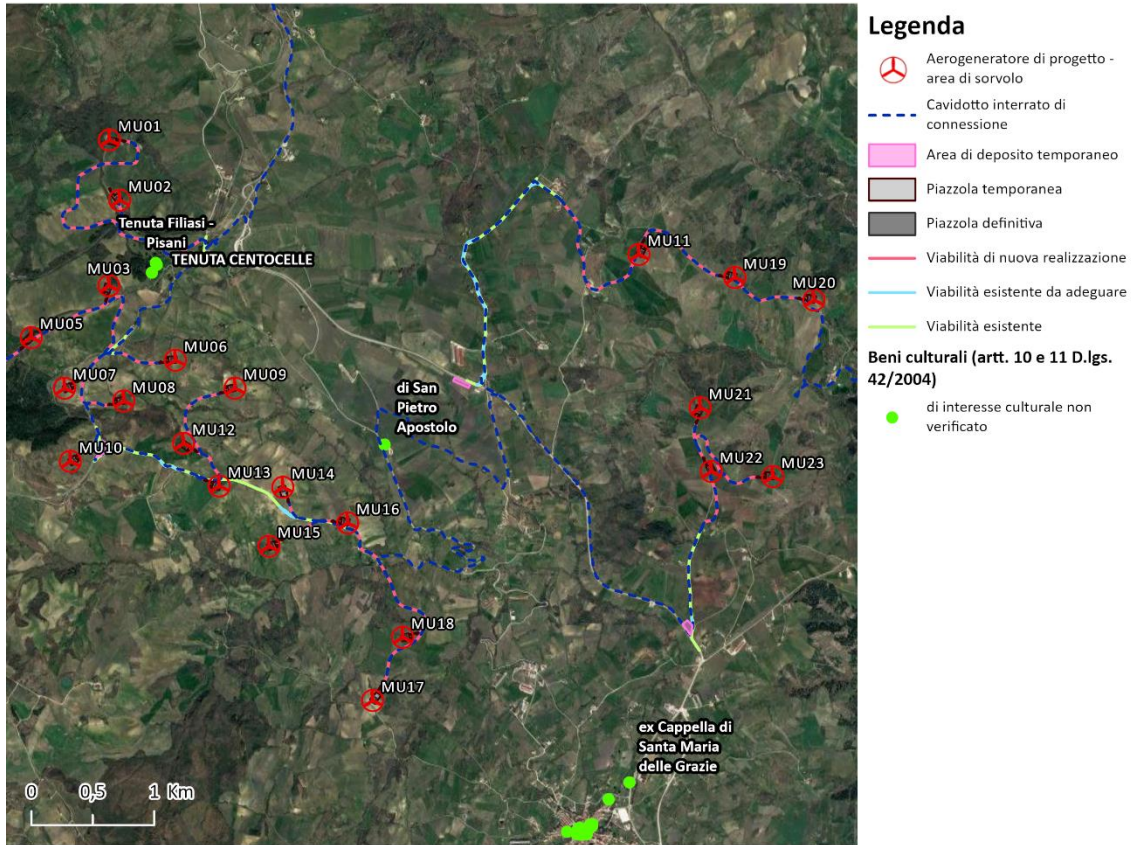 MU01
MU02
Tenuta Filiasi -
Pisani
TENUTA CENTOCELLE
MU03
MU05
MU06
MU07
MU08
MU09
MU10
MU12
MU13
MU14
MU15
MU16
MU18
MU17
di San
Pietro
Apostolo
MU11
MU19
MU20
MU21
MU22
MU23
ex Cappella di
Santa Maria
delle Grazie
0 0,5 1 Km
Legenda
Aerogeneratore di progetto -
area di sorvolo
Cavidotto interrato di
connessione
Area di deposito temporaneo
Piazzola temporanea
Piazzola definitiva
Viabilità di nuova realizzazione
Viabilità esistente da adeguare
Viabilità esistente
Beni culturali (artt. 10 e 11 D.lgs.
42/2004)
di interesse culturale non
verificato